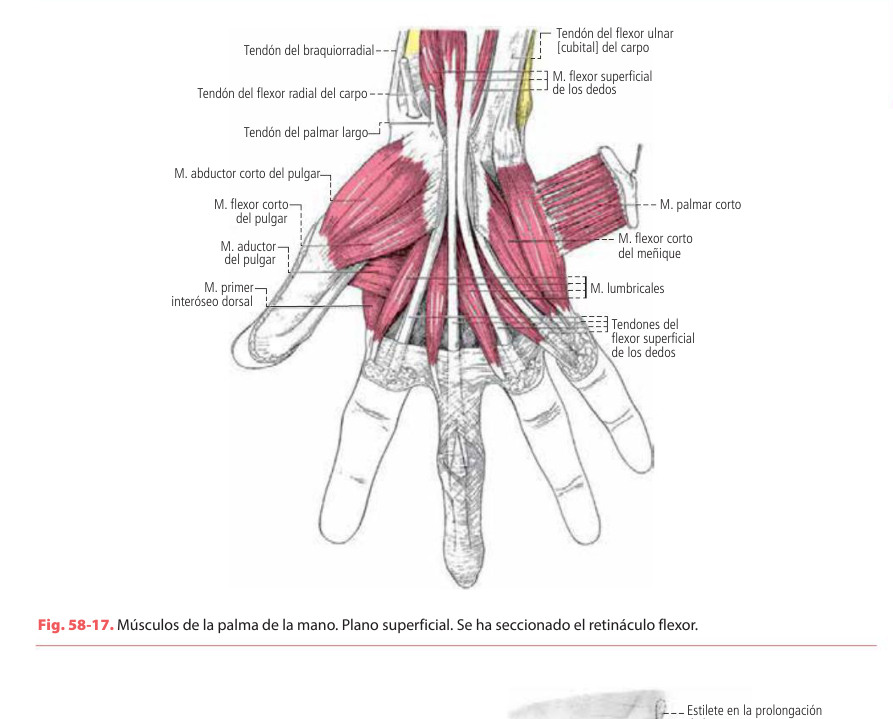 Tendón del braquiorradial
Tendón del flexor radial del carpo
Tendón del palmar largo
M. abductor corto del pulgar
M. flexor corto
del pulgar
M. aductor
del pulgar
M. primer
interóseo dorsal
Tendón del flexor ulnar
[cubital] del carpo
M. flexor superficial
de los dedos
M. palmar corto
M. flexor corto
del meñique
M. lumbricales
Tendones del
flexor superficial
de los dedos
Fig. 58-17. Músculos de la palma de la mano. Plano superficial. Se ha seccionado el retináculo flexor.
Estilete en la prolongación